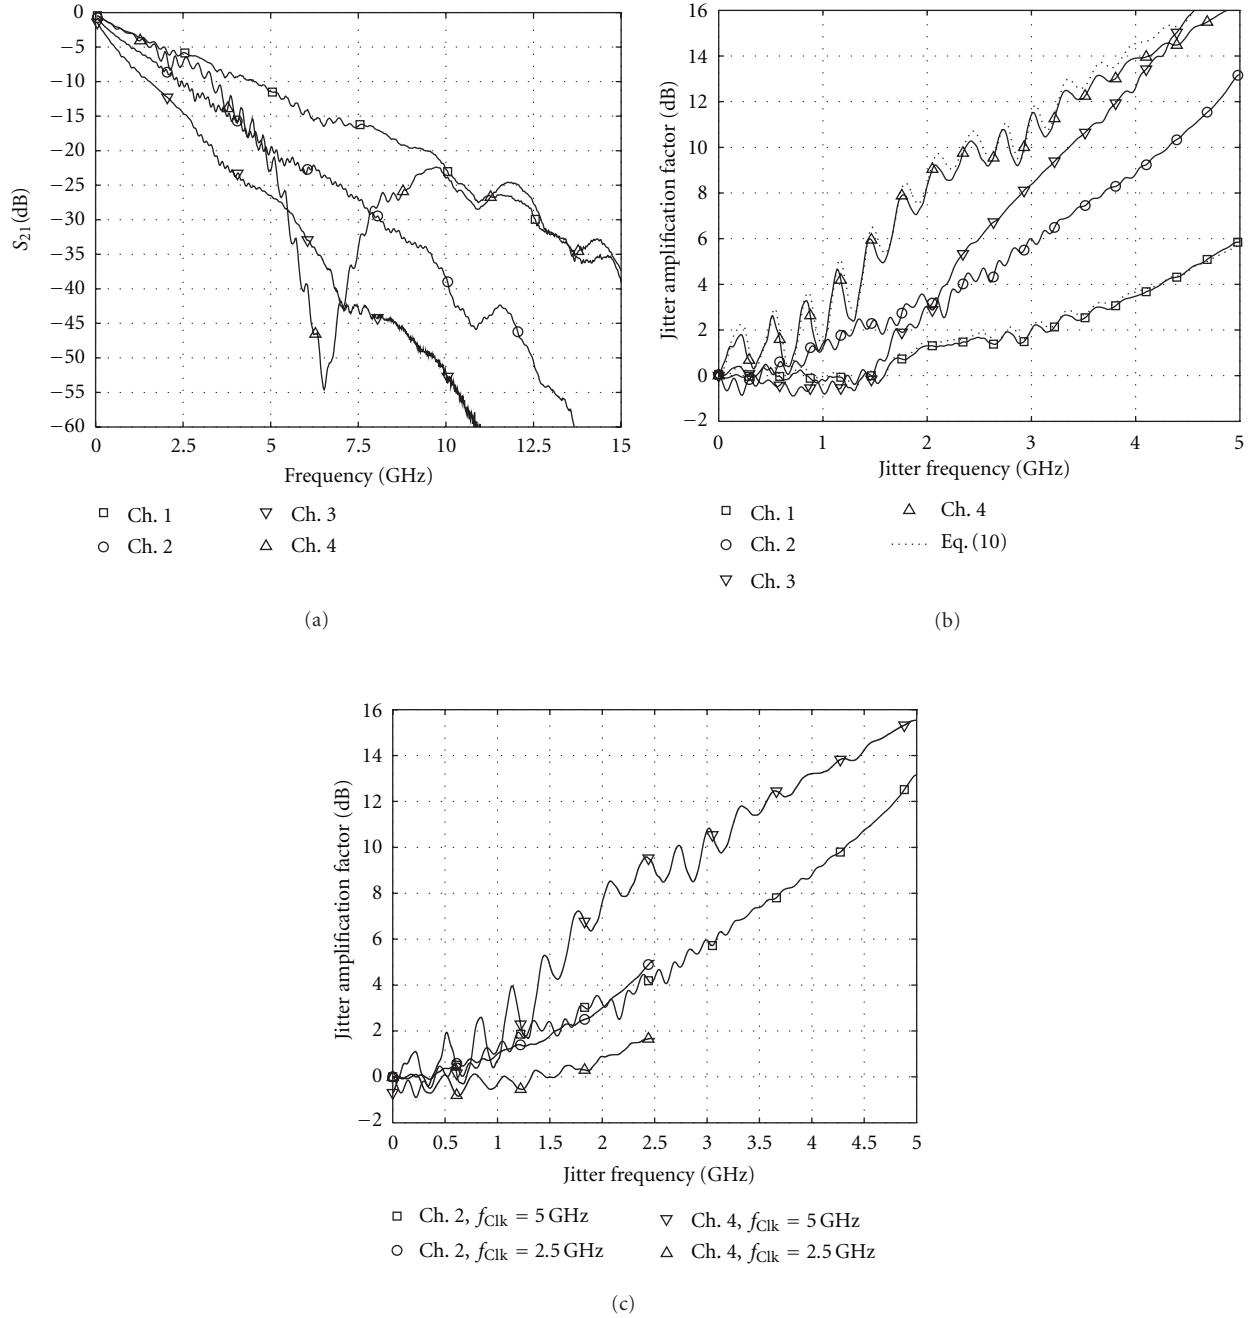 0
−5
−10
−15
−20
−25
−30
−35
−40
−45
−50
−55
−60
S21 (dB)
0 2.5 5 7.5 10 12.5 15
Frequency (GHz)
Ch. 1 Ch. 3
Ch. 2 Ch. 4
(a)
16
14
12
10
8
6
4
2
0
−2
Jitter amplification factor (dB)
0 1 2 3 4 5
Jitter frequency (GHz)
Ch. 1 Ch. 4
Ch. 2 Eq. (10)
Ch. 3
(b)
16
14
12
10
8
6
4
2
0
−2
Jitter amplification factor (dB)
0 0.5 1 1.5 2 2.5 3 3.5 4 4.5 5
Jitter frequency (GHz)
Ch. 2, fClk = 5 GHz Ch. 4, fClk = 5 GHz
Ch. 2, fClk = 2.5 GHz Ch. 4, fClk = 2.5 GHz
(c)